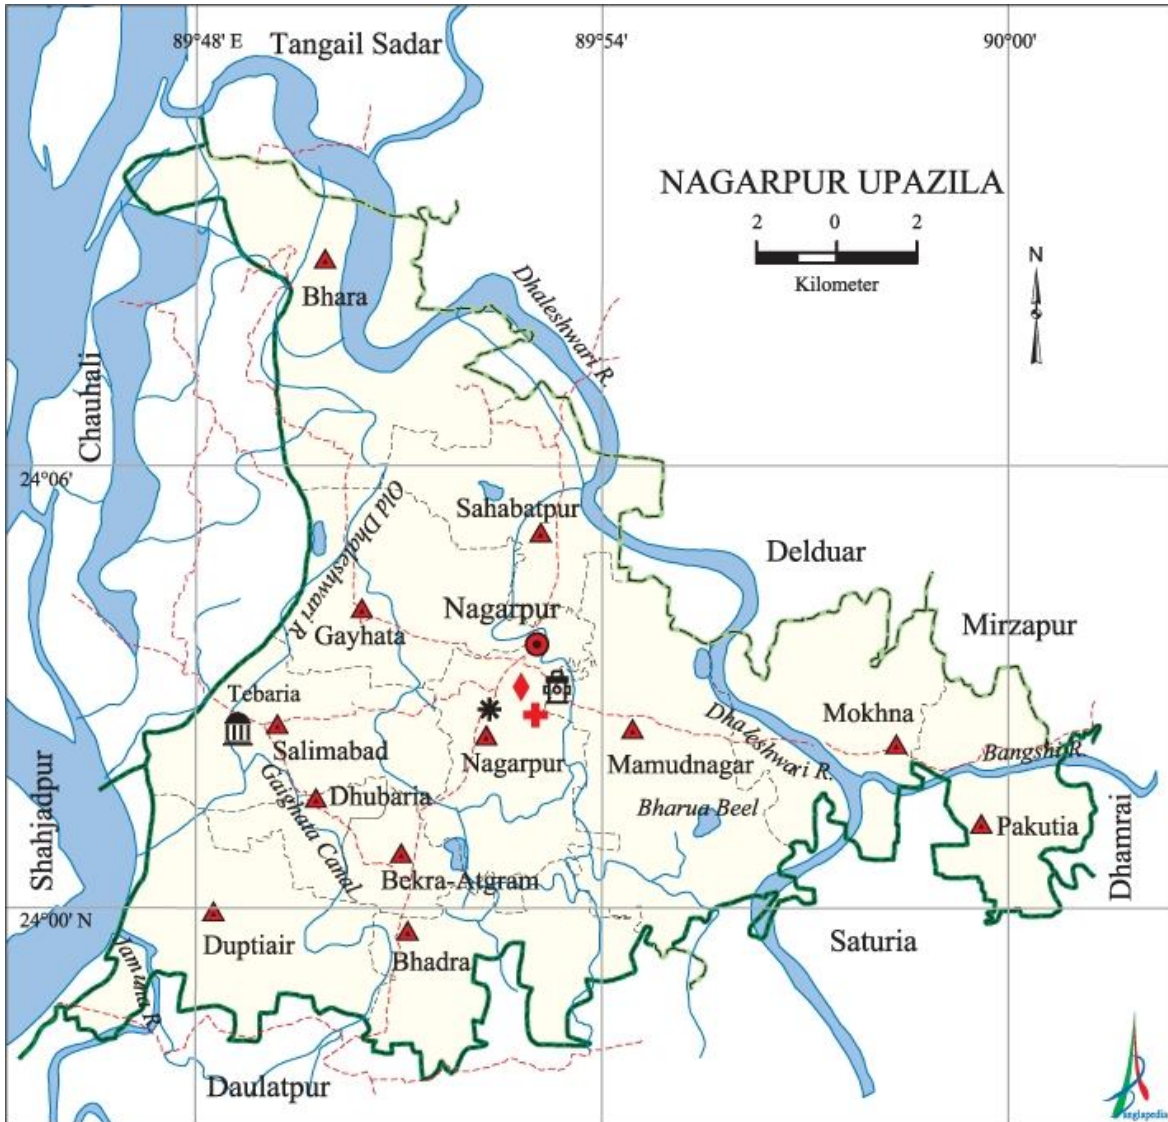 89°48' E
Tangail Sadar
89°54'
90°00'
NAGARPUR UPAZILA
2 0 2
Kilometer
N
Dhaleshwari R.
Bhara
Chauhali
24°06'
Old Dhaleshwari R.
Sahabatpur
Delduar
Nagarpur
Gayhata
Mirzapur
Tebaria
Salimabad
Nagarpur
Mamudnagar
Dhaleshwari R.
Mokhna
Bangshi R.
Gaighata Canal
Dhubaria
Bharua Beel
Pakutia
Shahjadpur
Dhamrai
Bekra-Atgram
24°00' N
Duptiair
Bhadra
Saturia
Jamuna R.
Daulatpur
anglapedia